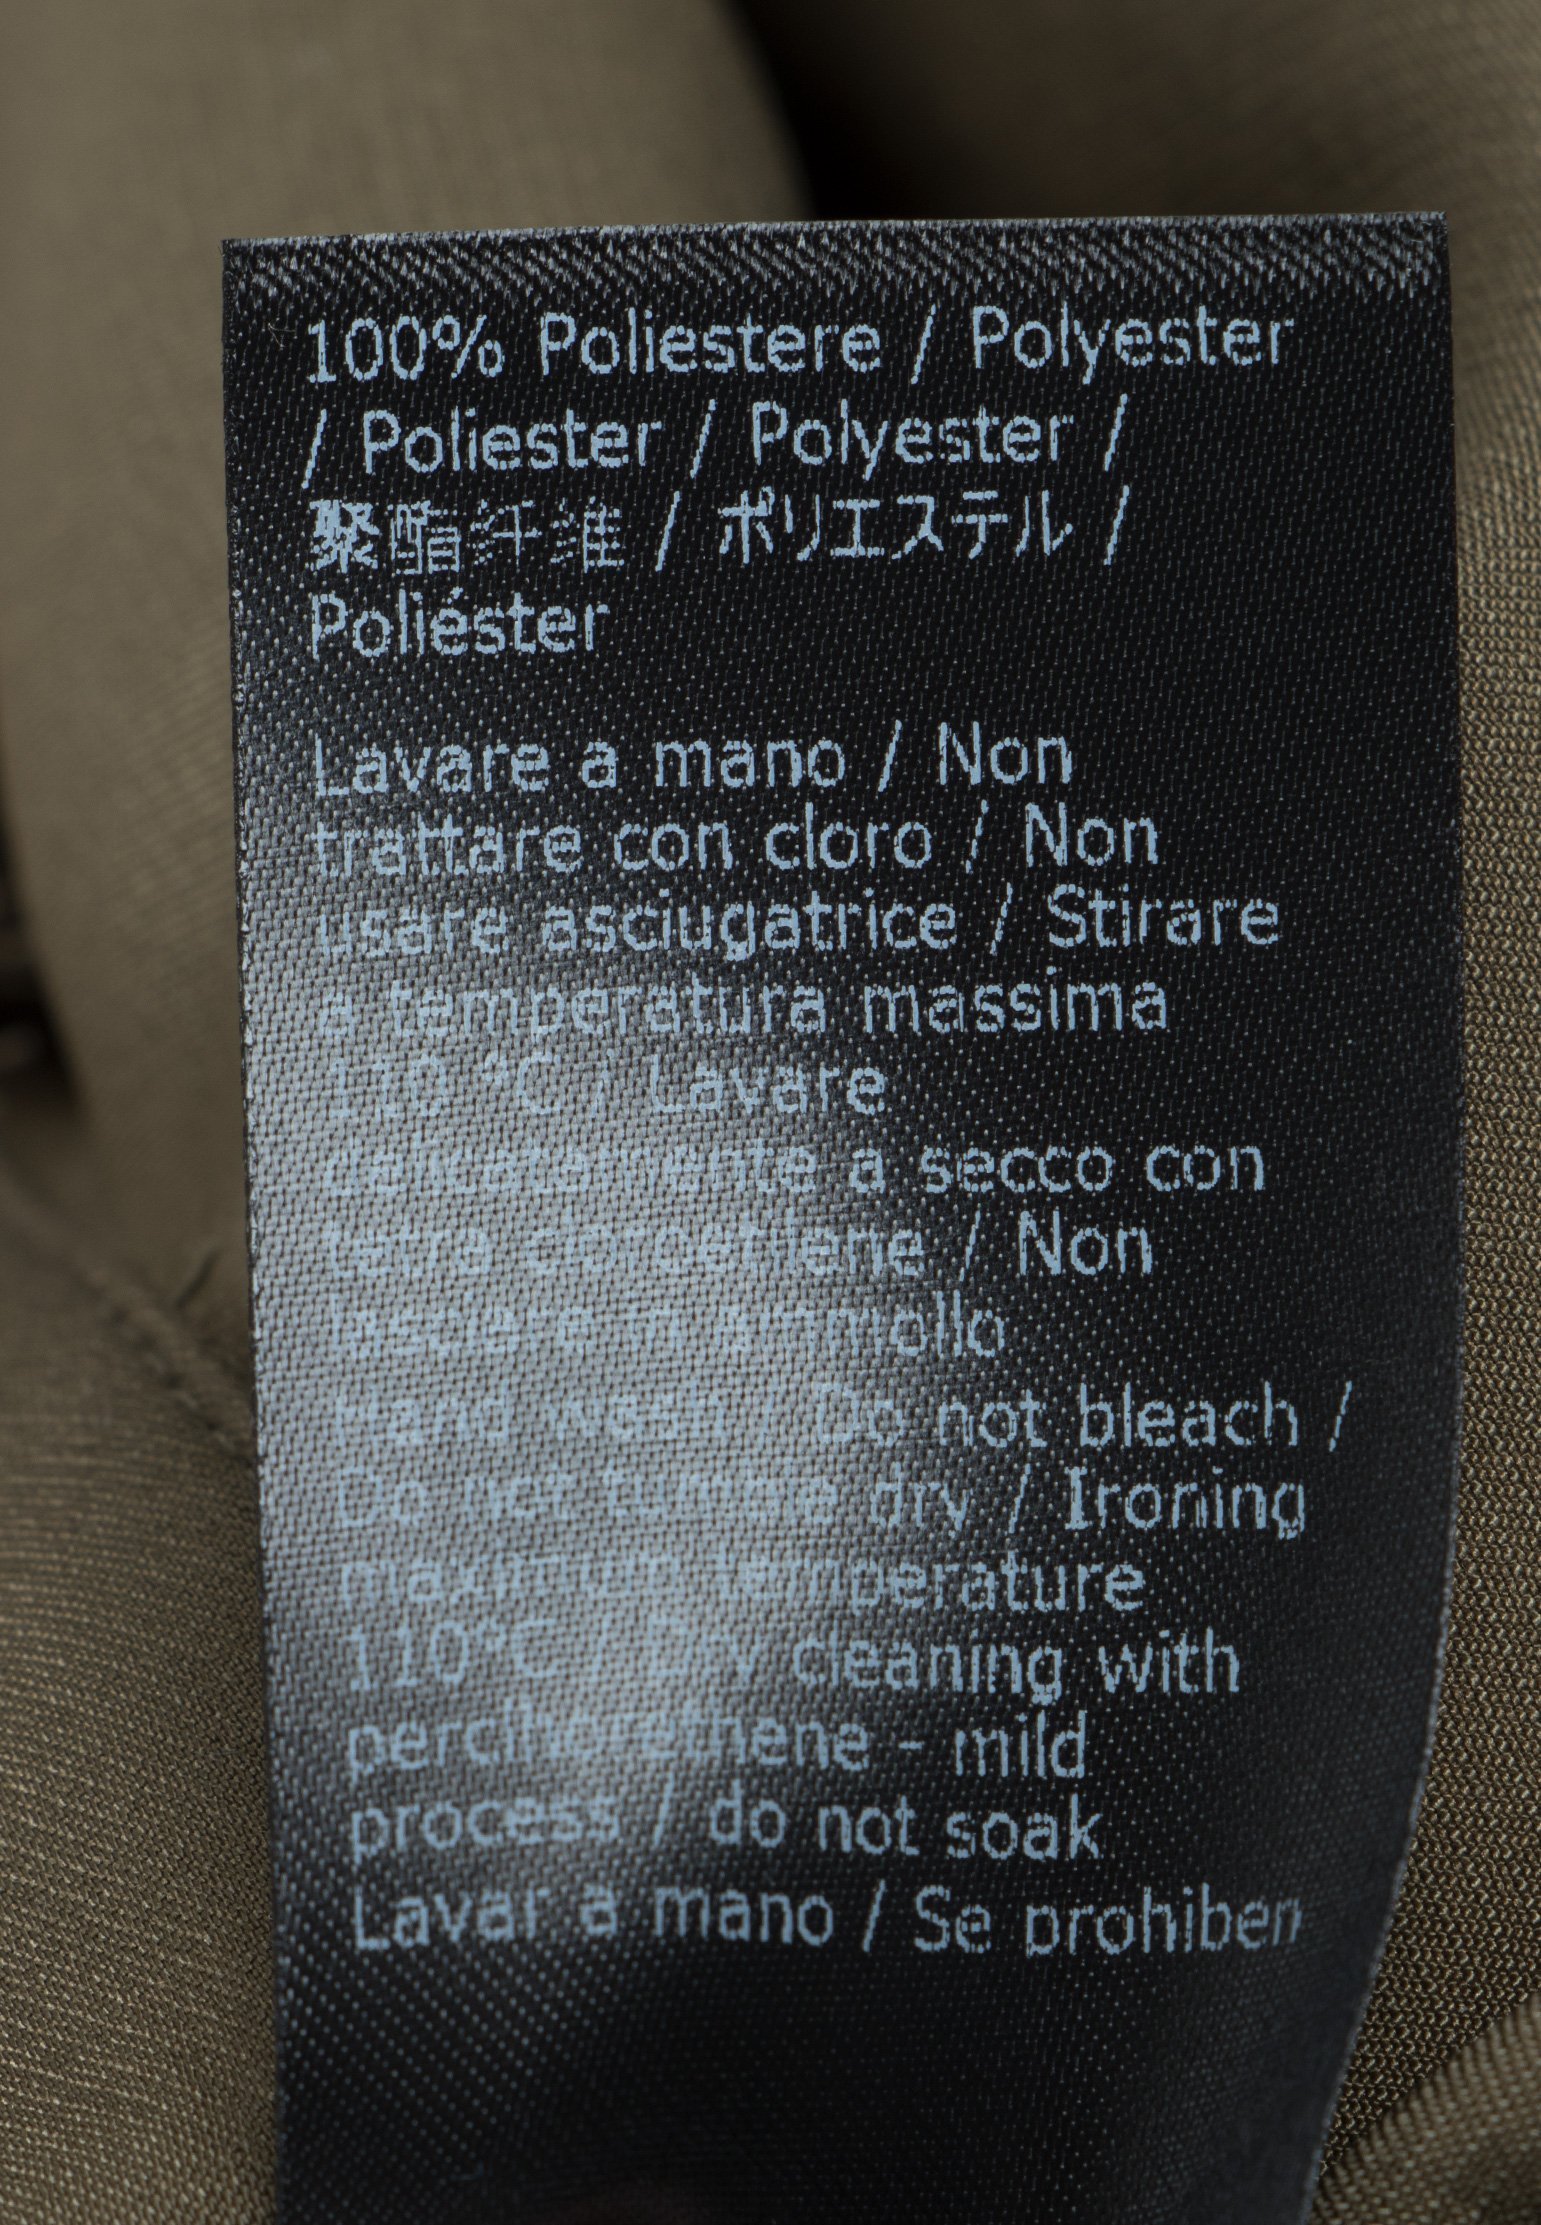 100% Poliestere / Polyester
/ Poliester / Polyester /
聚酯纤维 / ポリエステル /
Poliéster
Lavare a mano / Non
trattare con cloro / Non
usare asciugatrice / Stirare
a temperatura massima
110 °C / Lavare
delicatamente a secco con
tetra cloroetilene / Non
lasciare in ammollo
Hand wash / Do not bleach /
Do not tumble dry / Ironing
maximum temperature
110°C / Dry cleaning with
perclhorethene - mild
process / do not soak
Lavar a mano / Se prohiben